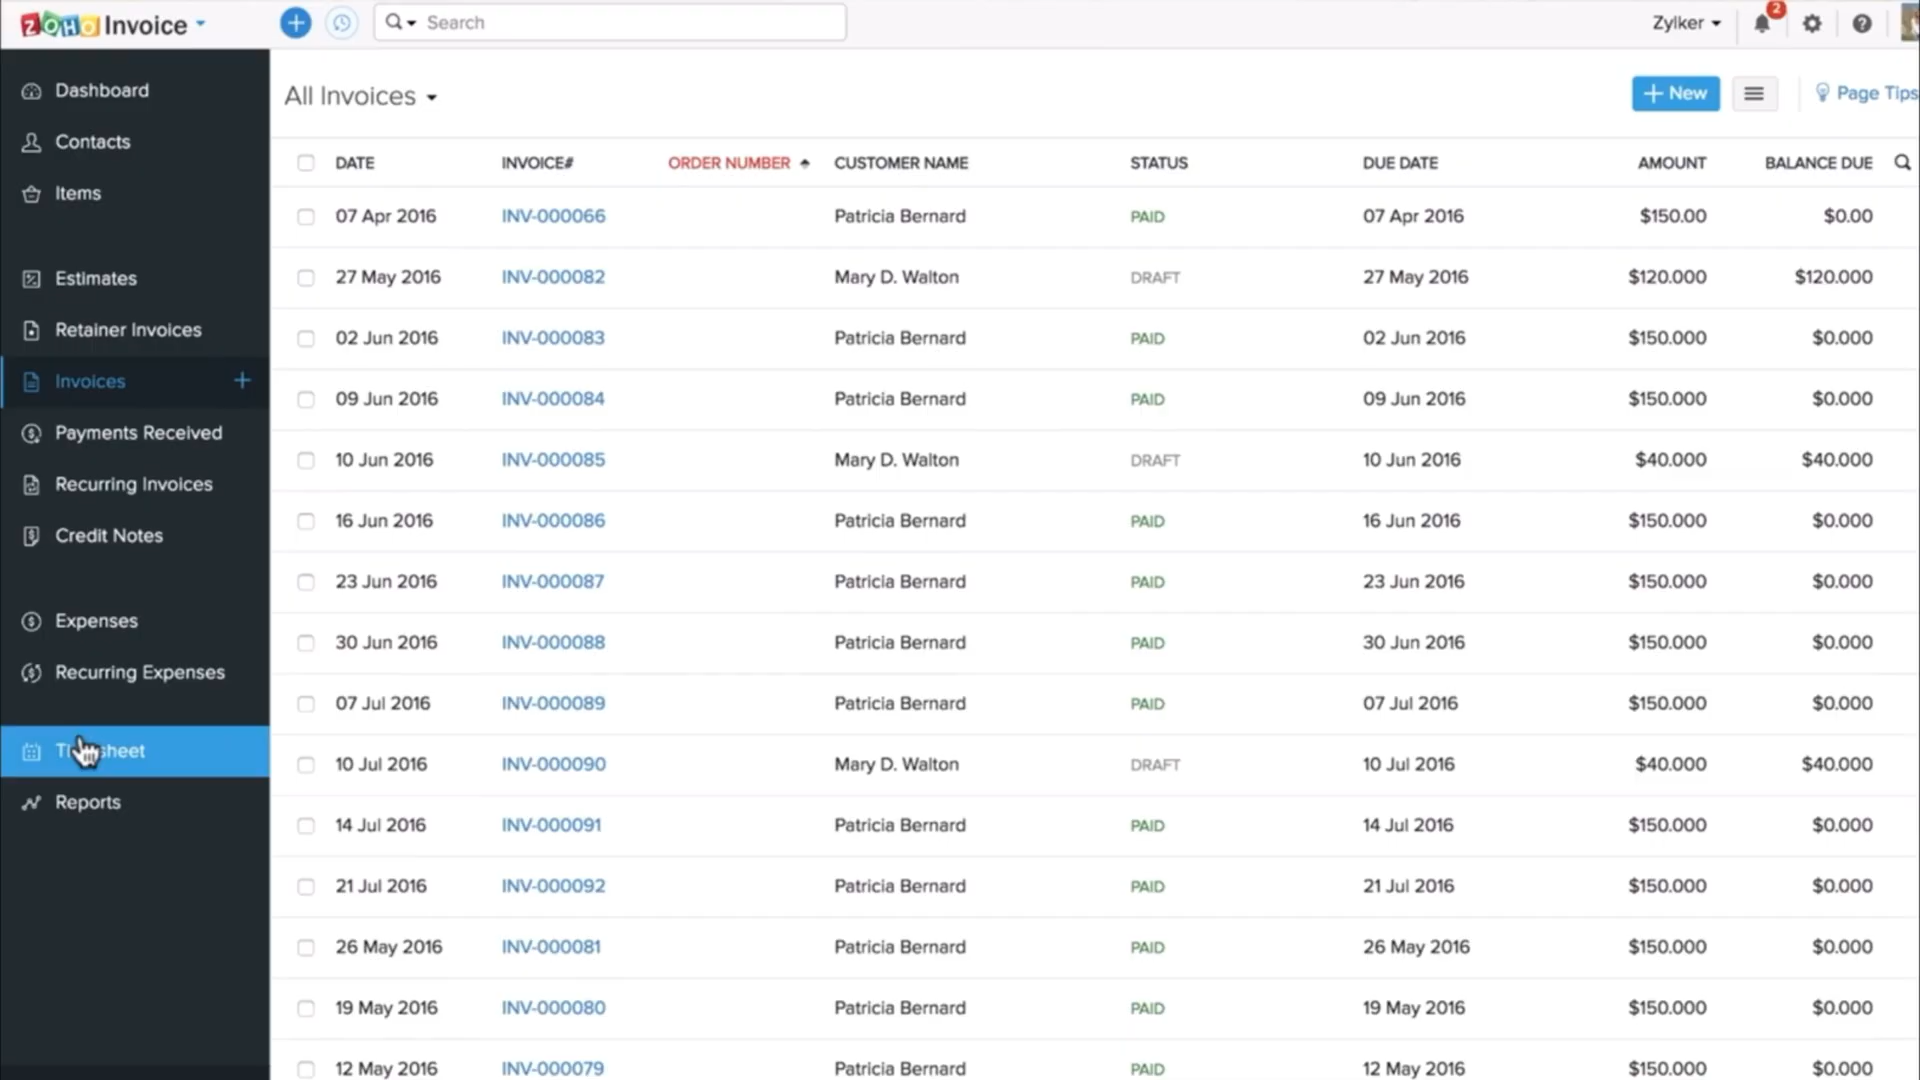 ZOHO Invoice
Search
Zylker
2
Dashboard
Contacts
Items
Estimates
Retainer Invoices
Invoices +
Payments Received
Recurring Invoices
Credit Notes
Expenses
Recurring Expenses
Reports
All Invoices
+ New
Page Tips
DATE INVOICE# ORDER NUMBER CUSTOMER NAME STATUS DUE DATE AMOUNT BALANCE DUE
07 Apr 2016 INV-000066 Patricia Bernard PAID 07 Apr 2016 $150.00 $0.00
27 May 2016 INV-000082 Mary D. Walton DRAFT 27 May 2016 $120.000 $120.000
02 Jun 2016 INV-000083 Patricia Bernard PAID 02 Jun 2016 $150.000 $0.000
09 Jun 2016 INV-000084 Patricia Bernard PAID 09 Jun 2016 $150.000 $0.000
10 Jun 2016 INV-000085 Mary D. Walton DRAFT 10 Jun 2016 $40.000 $40.000
16 Jun 2016 INV-000086 Patricia Bernard PAID 16 Jun 2016 $150.000 $0.000
23 Jun 2016 INV-000087 Patricia Bernard PAID 23 Jun 2016 $150.000 $0.000
30 Jun 2016 INV-000088 Patricia Bernard PAID 30 Jun 2016 $150.000 $0.000
07 Jul 2016 INV-000089 Patricia Bernard PAID 07 Jul 2016 $150.000 $0.000
10 Jul 2016 INV-000090 Mary D. Walton DRAFT 10 Jul 2016 $40.000 $40.000
14 Jul 2016 INV-000091 Patricia Bernard PAID 14 Jul 2016 $150.000 $0.000
21 Jul 2016 INV-000092 Patricia Bernard PAID 21 Jul 2016 $150.000 $0.000
26 May 2016 INV-000081 Patricia Bernard PAID 26 May 2016 $150.000 $0.000
19 May 2016 INV-000080 Patricia Bernard PAID 19 May 2016 $150.000 $0.000
12 May 2016 INV-000079 Patricia Bernard PAID 12 May 2016 $150.000 $0.000